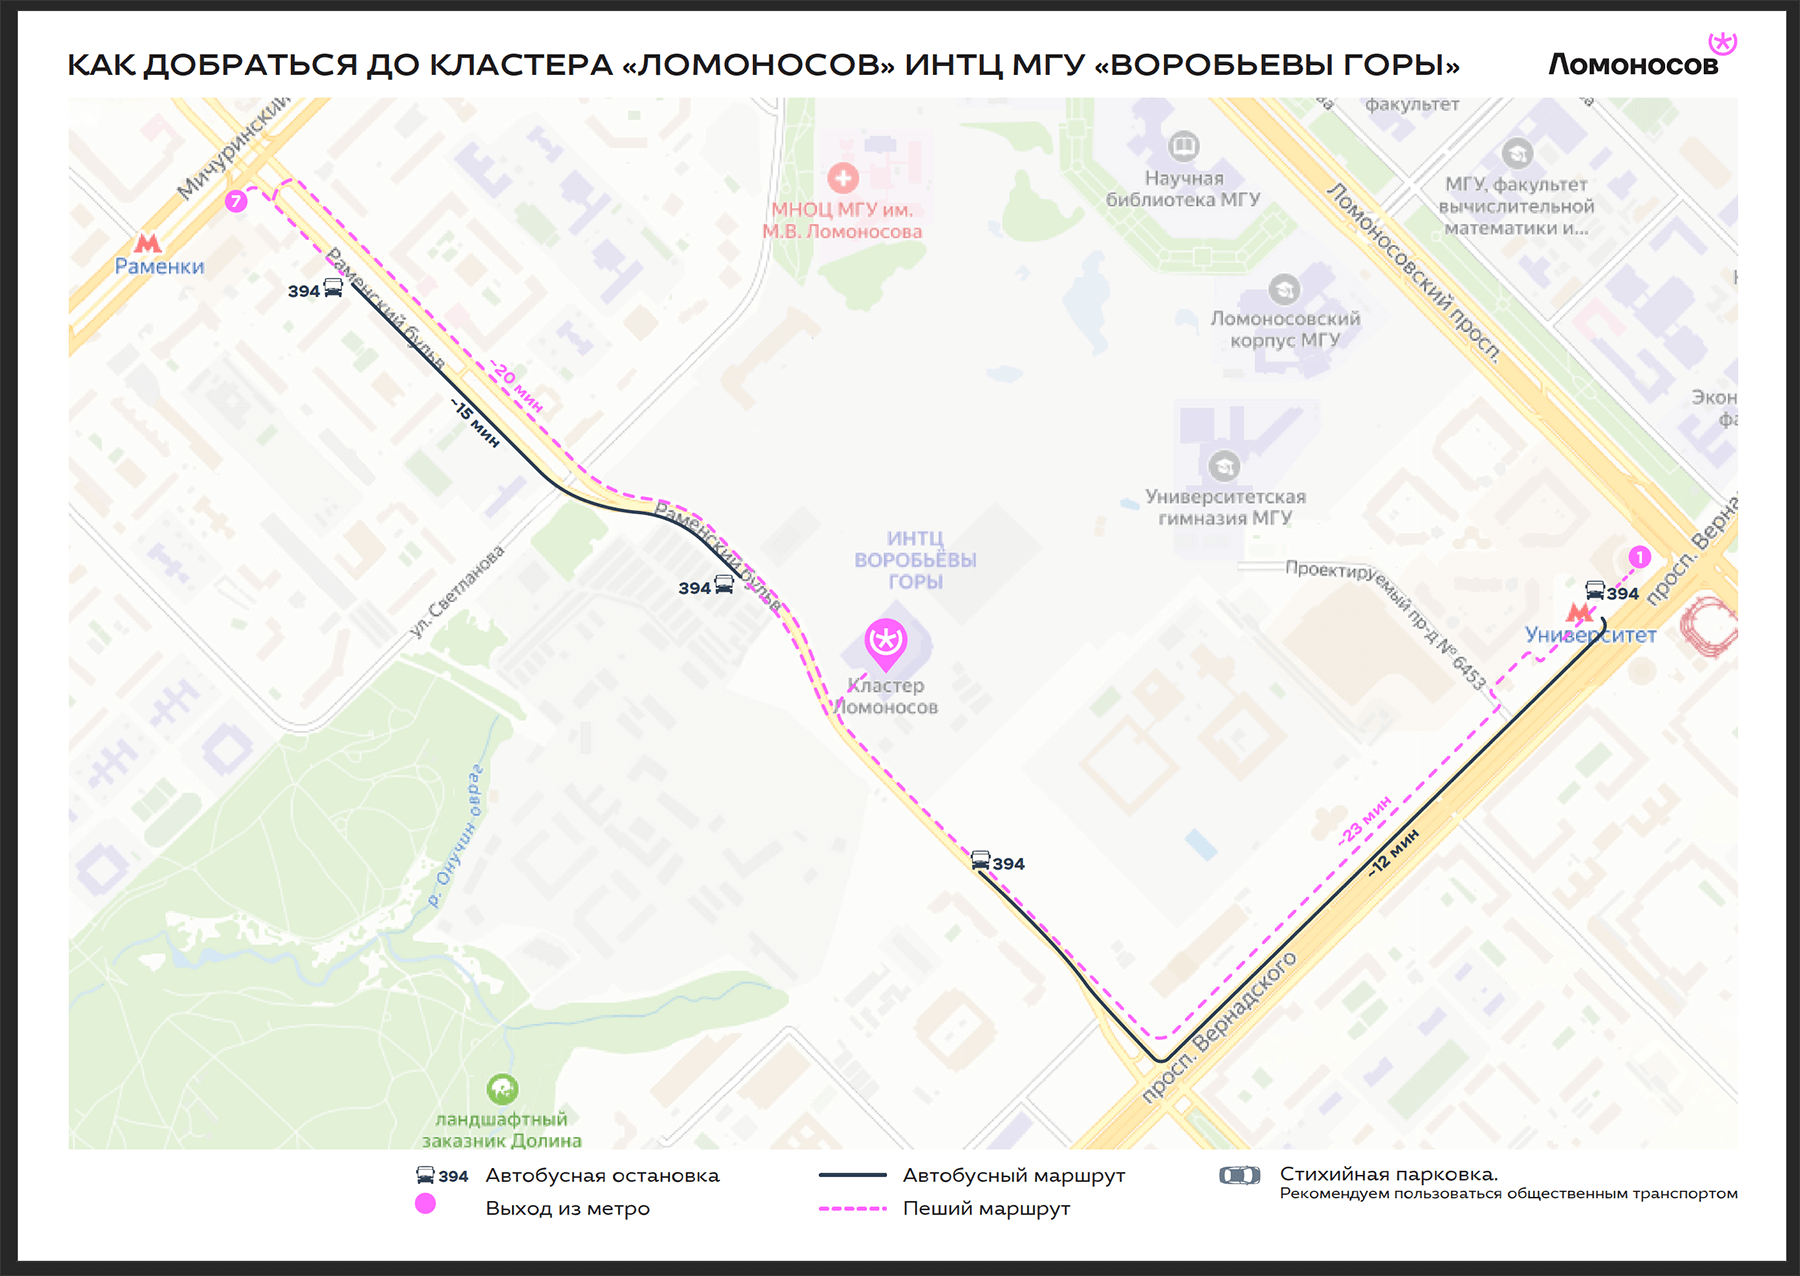 КАК ДОБРАТЬСЯ ДО КЛАСТЕРА «ЛОМОНОСОВ» ИНТЦ МГУ «ВОРОБЬЕВЫ ГОРЫ»
Ломоносов
Мичуринский
7
Раменки
394
Раменский бульв
~20 мин
~15 мин
МНОЦ МГУ им.
М.В. Ломоносова
Научная
библиотека МГУ
факультет
МГУ, факультет
вычислительной
математики и...
Ломоносовский просп.
Ломоносовский
корпус МГУ
Экон
фа
Университетская
гимназия МГУ
Раменский бульв
394
ул. Светланова
ИНТЦ
ВОРОБЬЁВЫ
ГОРЫ
Кластер
Ломоносов
Проектируемый пр-д № 6453
1
394
Университет
просп. Верна
р. Онучин овраг
394
~23 мин
~12 мин
просп. Вернадского
ландшафтный
заказник Долина
394 Автобусная остановка
Выход из метро
Автобусный маршрут
Пеший маршрут
Стихийная парковка.
Рекомендуем пользоваться общественным транспортом